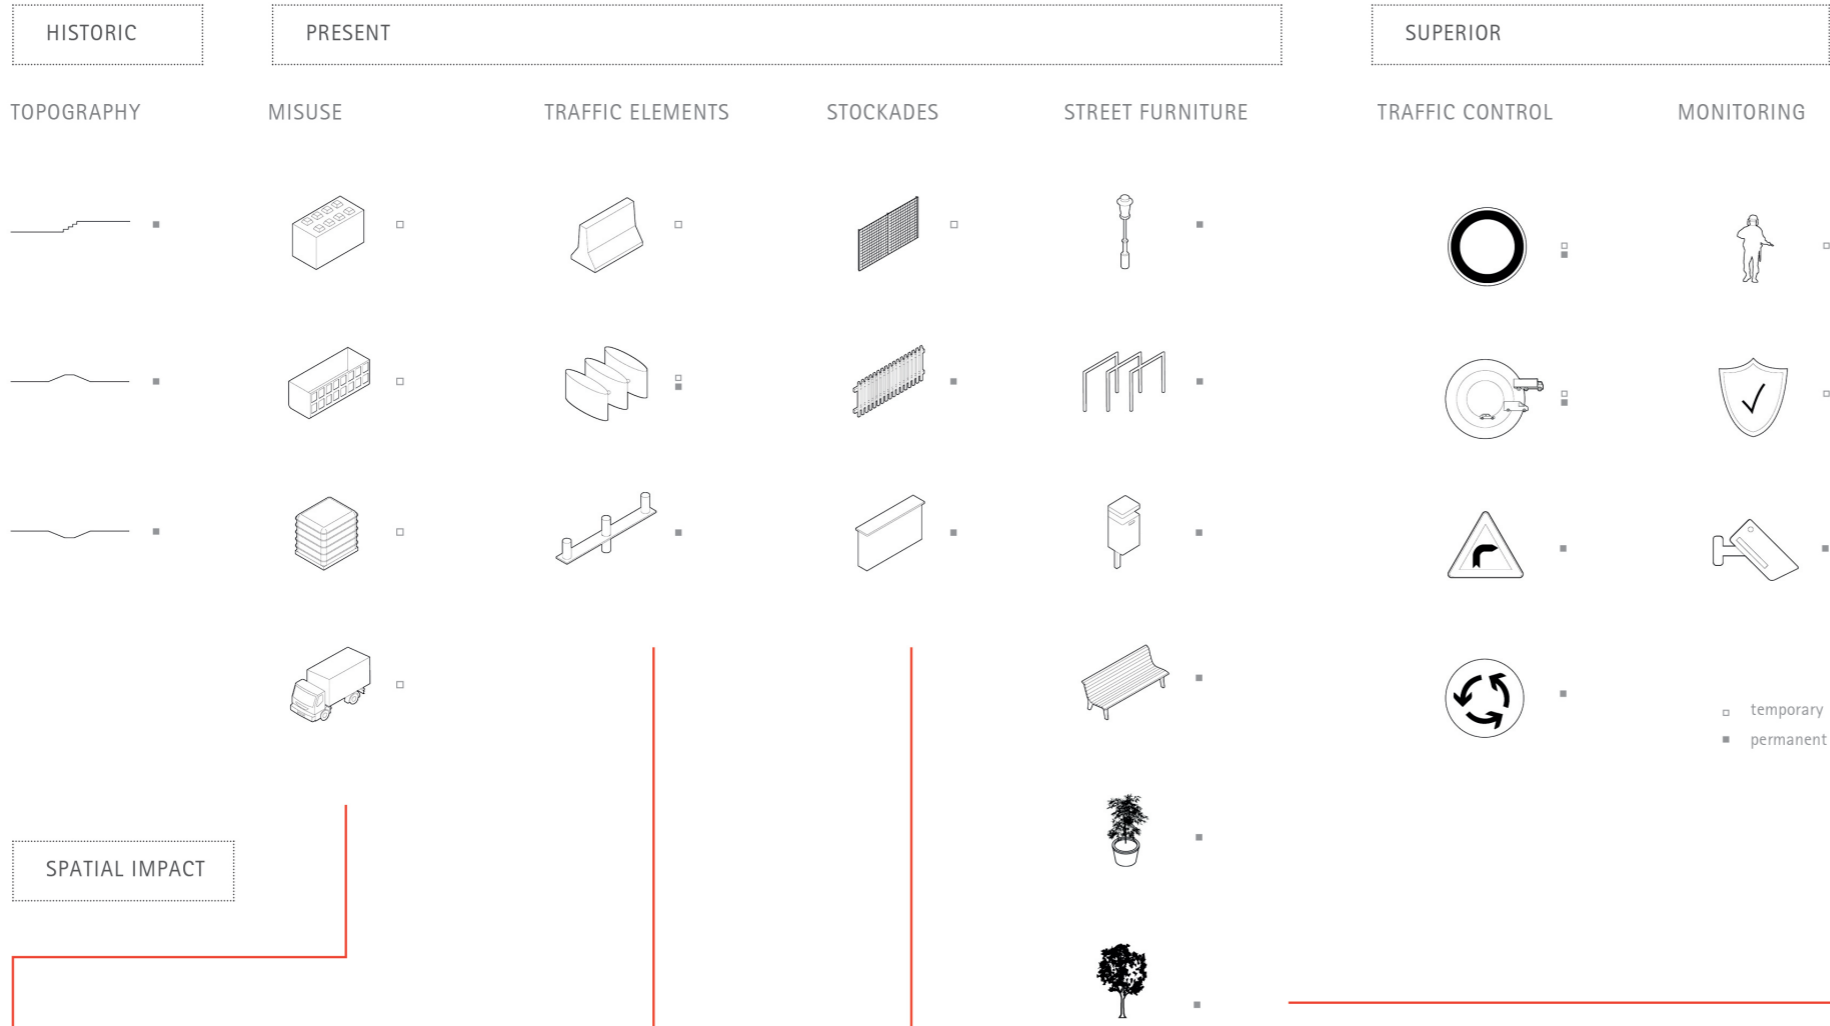 HISTORIC
PRESENT
SUPERIOR
TOPOGRAPHY
MISUSE
TRAFFIC ELEMENTS
STOCKADES
STREET FURNITURE
TRAFFIC CONTROL
MONITORING
temporary
permanent
SPATIAL IMPACT